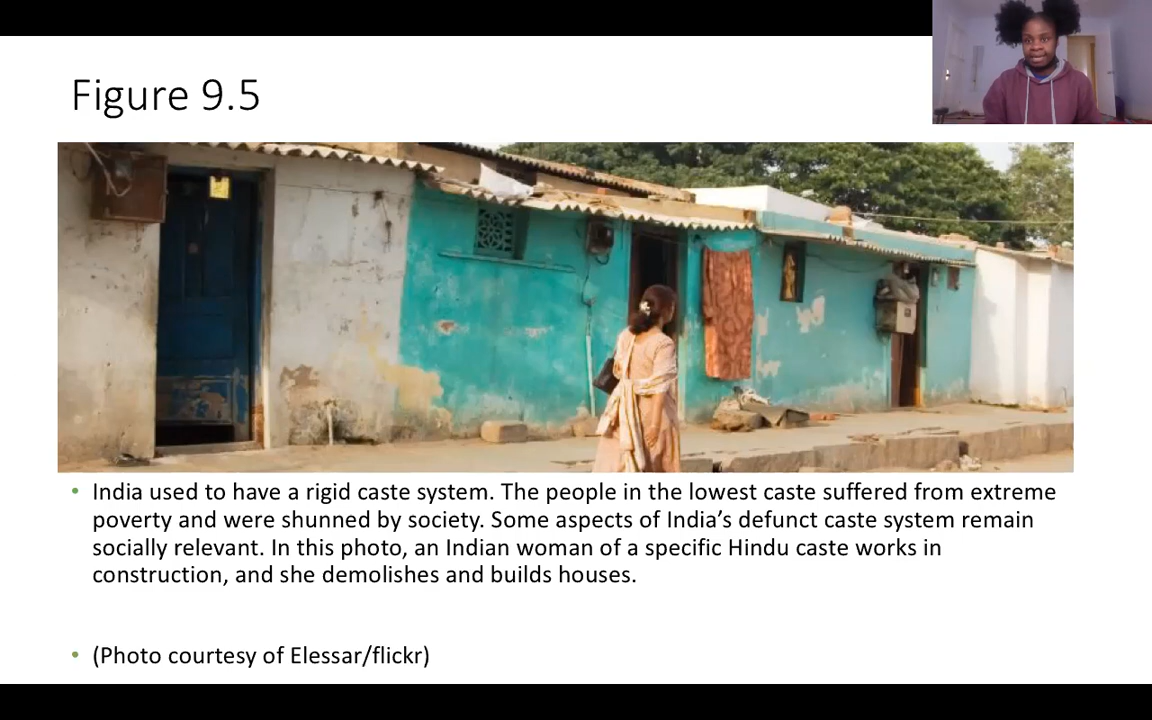 Figure 9.5
• India used to have a rigid caste system. The people in the lowest caste suffered from extreme
poverty and were shunned by society. Some aspects of India’s defunct caste system remain
socially relevant. In this photo, an Indian woman of a specific Hindu caste works in
construction, and she demolishes and builds houses.
• (Photo courtesy of Elessar/flickr)